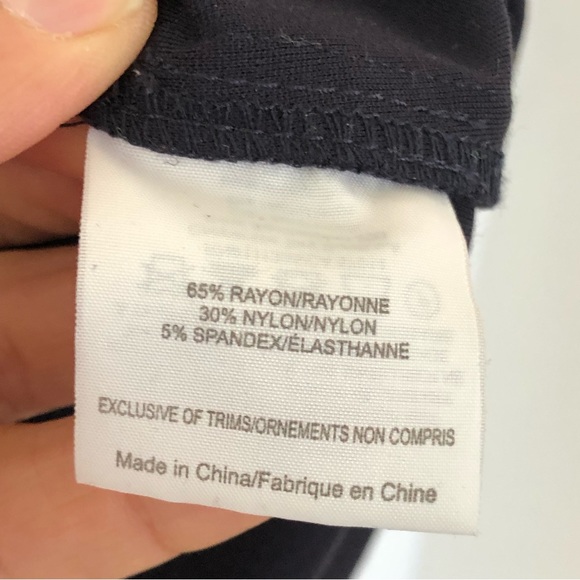 65% RAYON/RAYONNE
30% NYLON/NYLON
5% SPANDEX/ÉLASTHANNE
EXCLUSIVE OF TRIMS/ORNEMENTS NON COMPRIS
Made in China/Fabrique en Chine